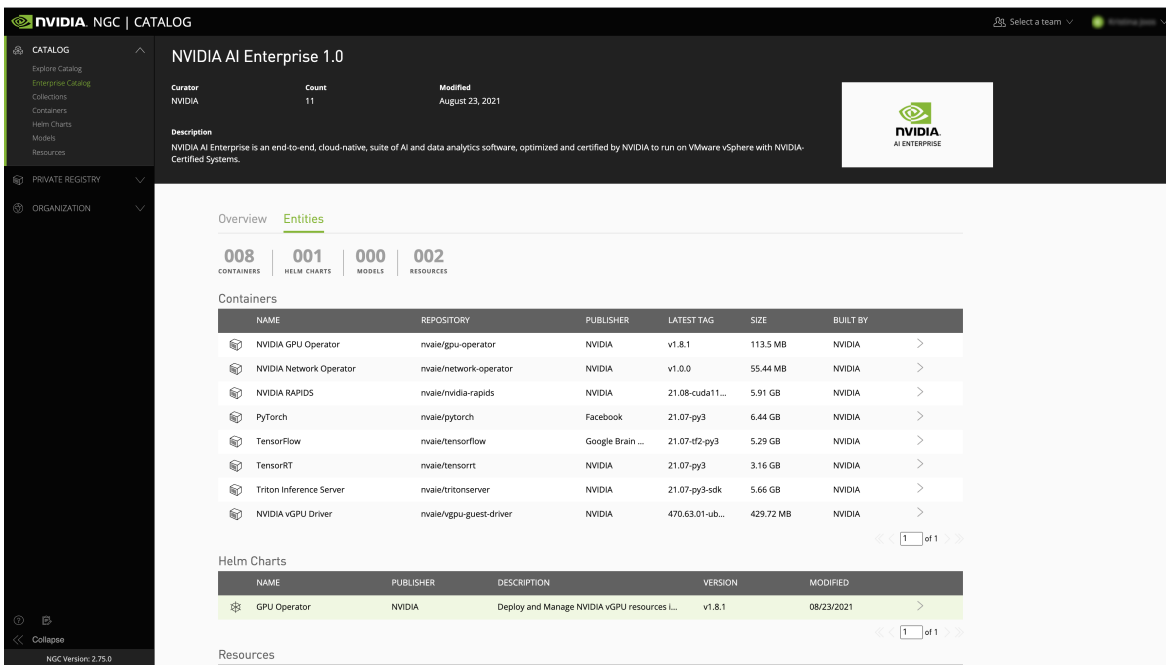 NVIDIA. NGC | CATALOG
Select a team
CATALOG
Explore Catalog
Enterprise Catalog
Collections
Containers
Helm Charts
Models
Resources
PRIVATE REGISTRY
ORGANIZATION
NVIDIA AI Enterprise 1.0
Curator Count Modified
NVIDIA 11 August 23, 2021
Description
NVIDIA AI Enterprise is an end-to-end, cloud-native, suite of AI and data analytics software, optimized and certified by NVIDIA to run on VMware vSphere with NVIDIA-
Certified Systems.
NVIDIA.
AI ENTERPRISE
Overview Entities
008 001 000 002
CONTAINERS HELM CHARTS MODELS RESOURCES
Containers
NAME REPOSITORY PUBLISHER LATEST TAG SIZE BUILT BY
NVIDIA GPU Operator nvaie/gpu-operator NVIDIA v1.8.1 113.5 MB NVIDIA
NVIDIA Network Operator nvaie/network-operator NVIDIA v1.0.0 55.44 MB NVIDIA
NVIDIA RAPIDS nvaie/nvidia-rapids NVIDIA 21.08-cuda11... 5.91 GB NVIDIA
PyTorch nvaie/pytorch Facebook 21.07-py3 6.44 GB NVIDIA
TensorFlow nvaie/tensorflow Google Brain ... 21.07-tf2-py3 5.29 GB NVIDIA
TensorRT nvaie/tensorrt NVIDIA 21.07-py3 3.16 GB NVIDIA
Triton Inference Server nvaie/tritonserver NVIDIA 21.07-py3-sdk 5.66 GB NVIDIA
NVIDIA vGPU Driver nvaie/vgpu-guest-driver NVIDIA 470.63.01-ub... 429.72 MB NVIDIA
1 of 1
Helm Charts
NAME PUBLISHER DESCRIPTION VERSION MODIFIED
GPU Operator NVIDIA Deploy and Manage NVIDIA vGPU resources i... v1.8.1 08/23/2021
1 of 1
Resources
Collapse
NGC Version: 2.75.0